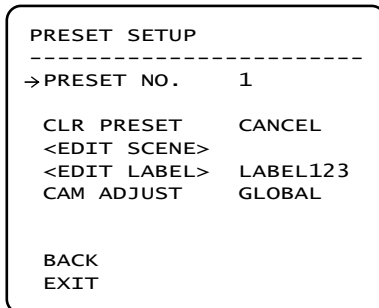 PRESET SETUP
------------------------
→PRESET NO. 1
CLR PRESET CANCEL
<EDIT SCENE>
<EDIT LABEL> LABEL123
CAM ADJUST GLOBAL
BACK
EXIT